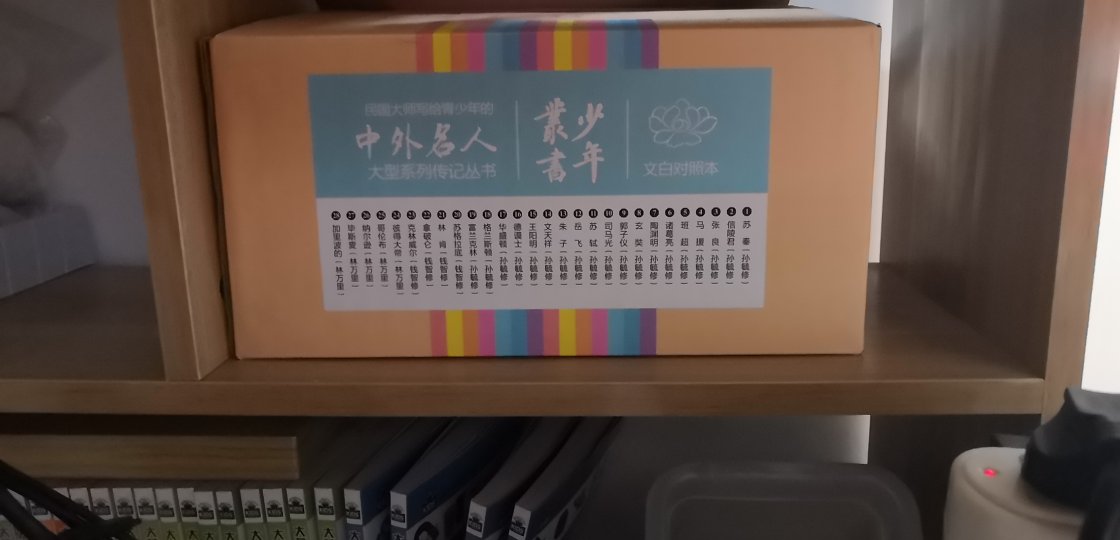 民国大师写给青少年的
中外名人
大型系列传记丛书
少年
叢書
文白对照本
1 苏 秦（孙毓修）
2 信陵君（孙毓修）
3 张 良（孙毓修）
4 马 援（孙毓修）
5 班 超（孙毓修）
6 诸葛亮（孙毓修）
7 陶渊明（孙毓修）
8 玄 奘（孙毓修）
9 郭子仪（孙毓修）
10 司马光（孙毓修）
11 苏 轼（孙毓修）
12 岳 飞（孙毓修）
13 朱 子（孙毓修）
14 文天祥（孙毓修）
15 王阳明（孙毓修）
16 德谟士（孙毓修）
17 华盛顿（孙毓修）
18 格兰斯顿（孙毓修）
19 富兰克林（孙毓修）
20 苏格拉底（钱智修）
21 林 肯（钱智修）
22 拿破仑（钱智修）
23 克林威尔（钱智修）
24 彼得大帝（林万里）
25 哥伦布（林万里）
26 纳尔逊（林万里）
27 毕斯麦（林万里）
28 加里波的（林万里）